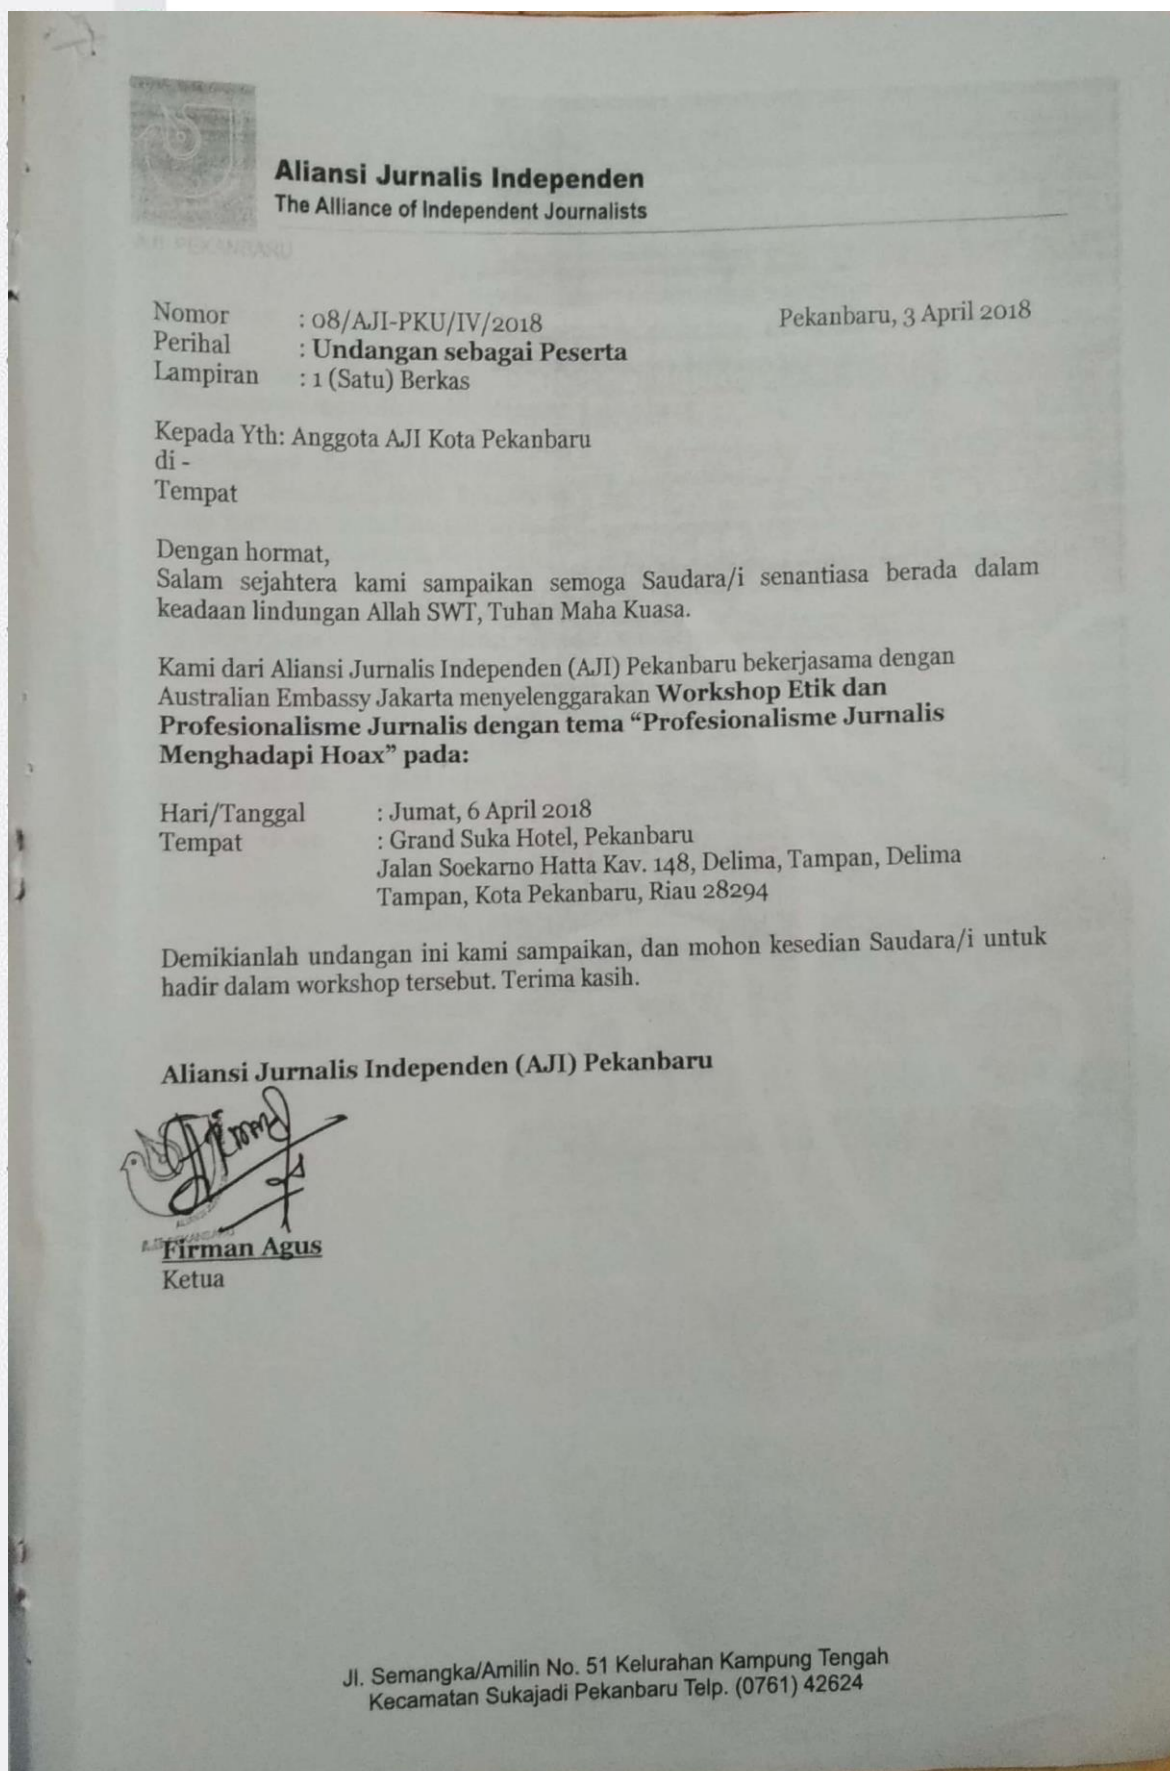 Aliansi Jurnalis Independen
The Alliance of Independent Journalists
AJI PEKANBARU
Nomor : 08/AJI-PKU/IV/2018 Pekanbaru, 3 April 2018
Perihal : Undangan sebagai Peserta
Lampiran : 1 (Satu) Berkas
Kepada Yth: Anggota AJI Kota Pekanbaru
di -
Tempat
Dengan hormat,
Salam sejahtera kami sampaikan semoga Saudara/i senantiasa berada dalam
keadaan lindungan Allah SWT, Tuhan Maha Kuasa.
Kami dari Aliansi Jurnalis Independen (AJI) Pekanbaru bekerjasama dengan
Australian Embassy Jakarta menyelenggarakan Workshop Etik dan
Profesionalisme Jurnalis dengan tema “Profesionalisme Jurnalis
Menghadapi Hoax” pada:
Hari/Tanggal : Jumat, 6 April 2018
Tempat : Grand Suka Hotel, Pekanbaru
Jalan Soekarno Hatta Kav. 148, Delima, Tampan, Delima
Tampan, Kota Pekanbaru, Riau 28294
Demikianlah undangan ini kami sampaikan, dan mohon kesedian Saudara/i untuk
hadir dalam workshop tersebut. Terima kasih.
Aliansi Jurnalis Independen (AJI) Pekanbaru
Firman Agus
Ketua
Jl. Semangka/Amilin No. 51 Kelurahan Kampung Tengah
Kecamatan Sukajadi Pekanbaru Telp. (0761) 42624